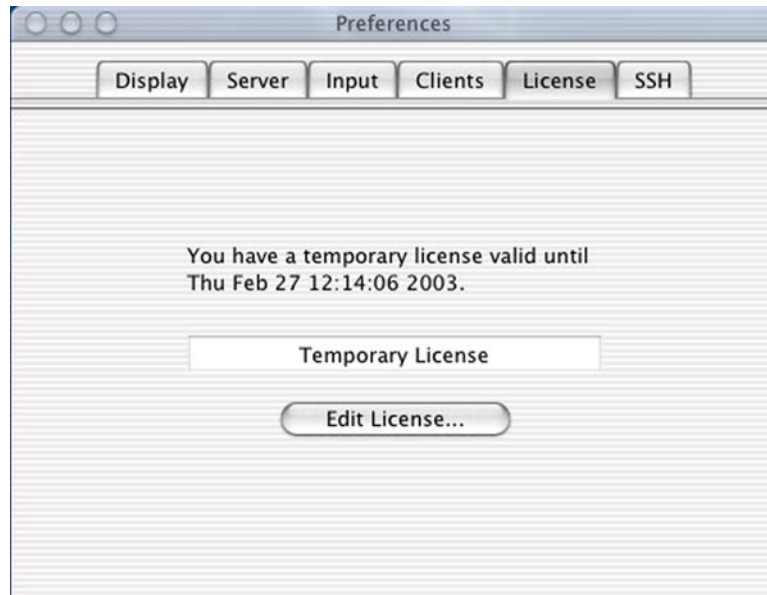 Preferences
Display Server Input Clients License SSH
You have a temporary license valid until
Thu Feb 27 12:14:06 2003.
Temporary License
Edit License...